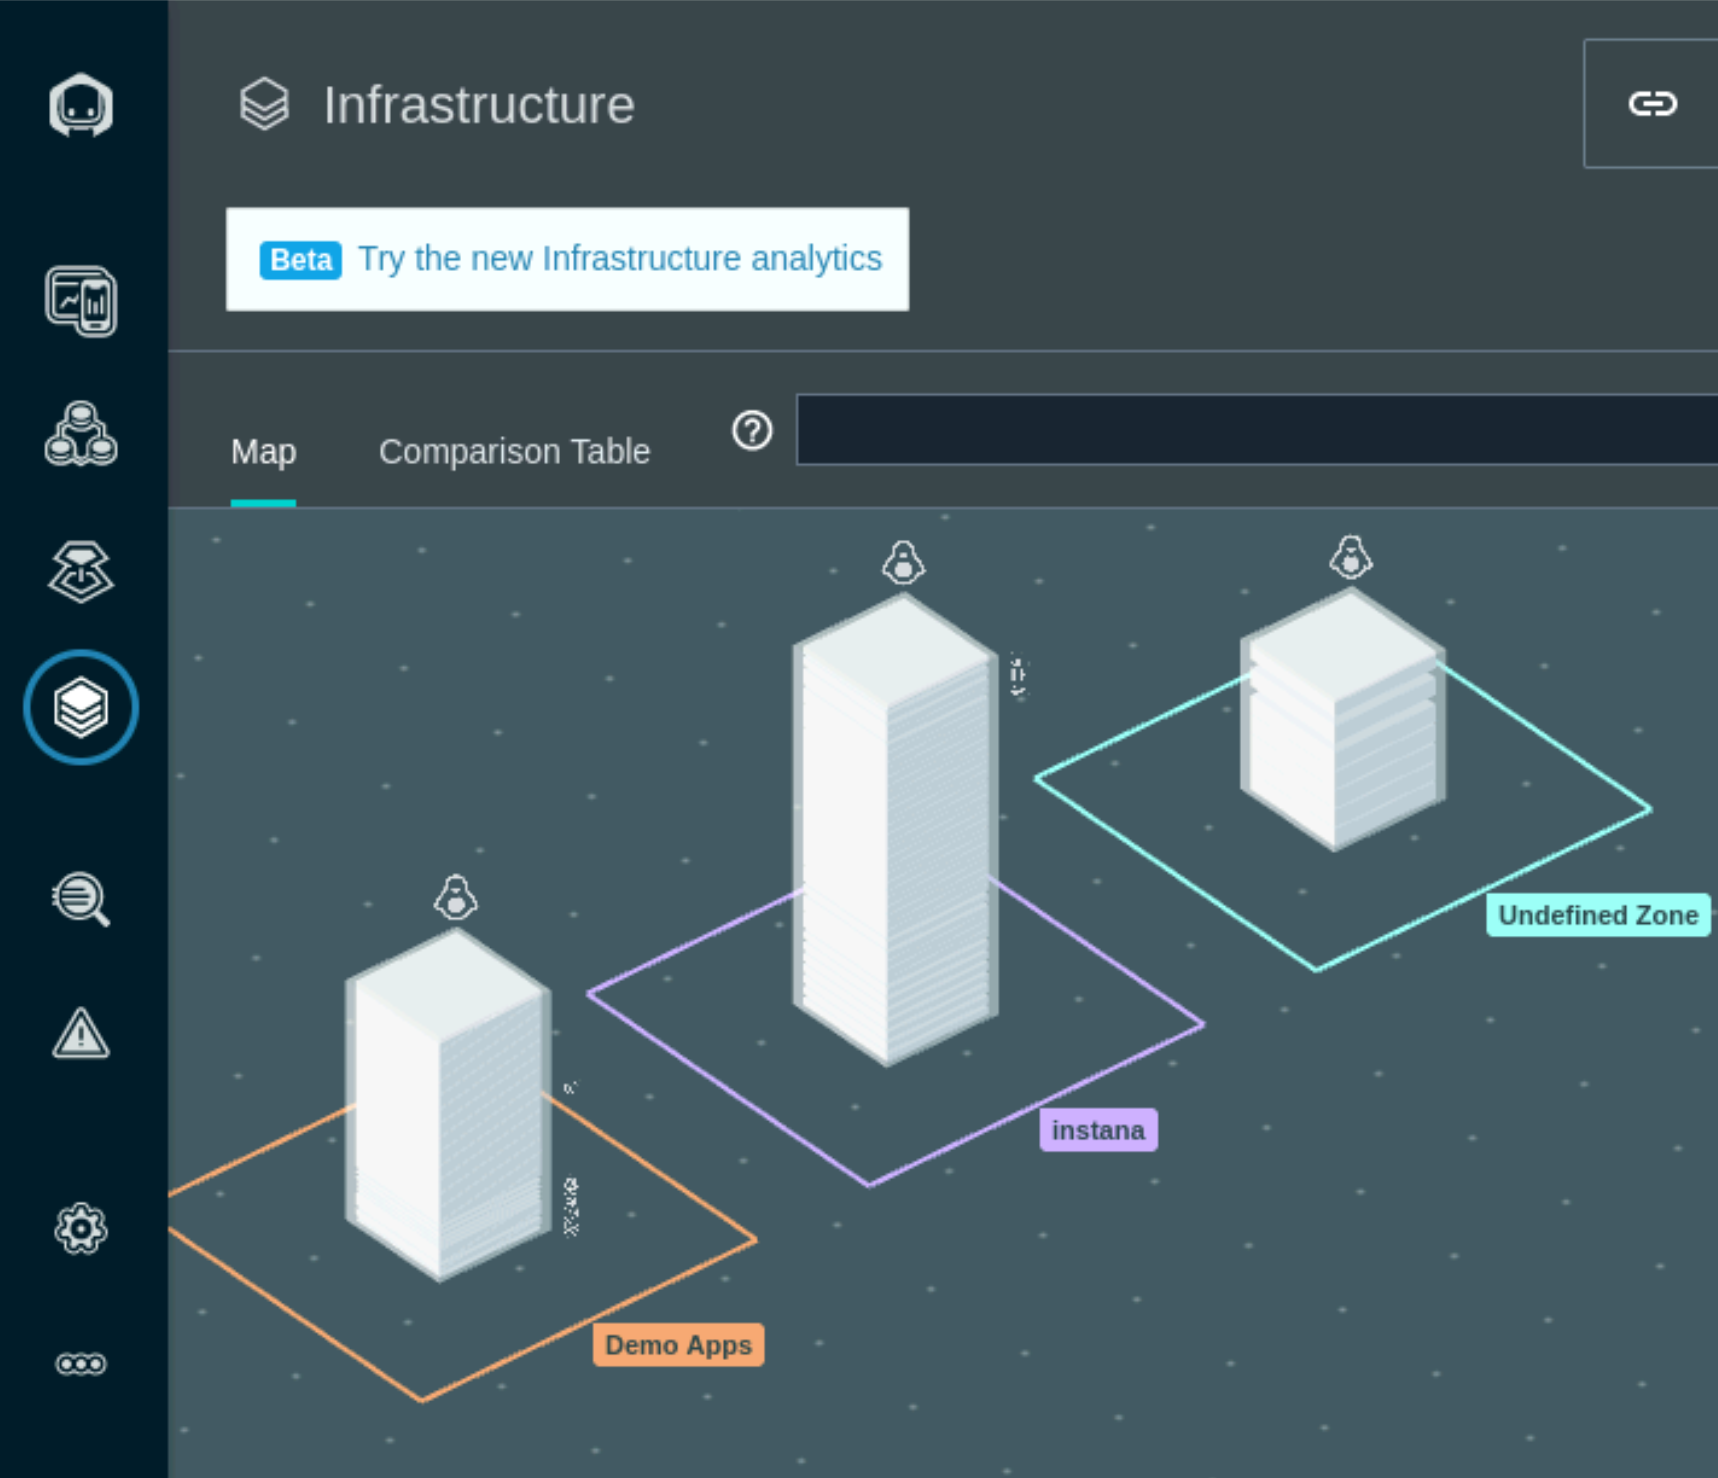 Infrastructure
Beta Try the new Infrastructure analytics
Map Comparison Table
Undefined Zone
instana
Demo Apps